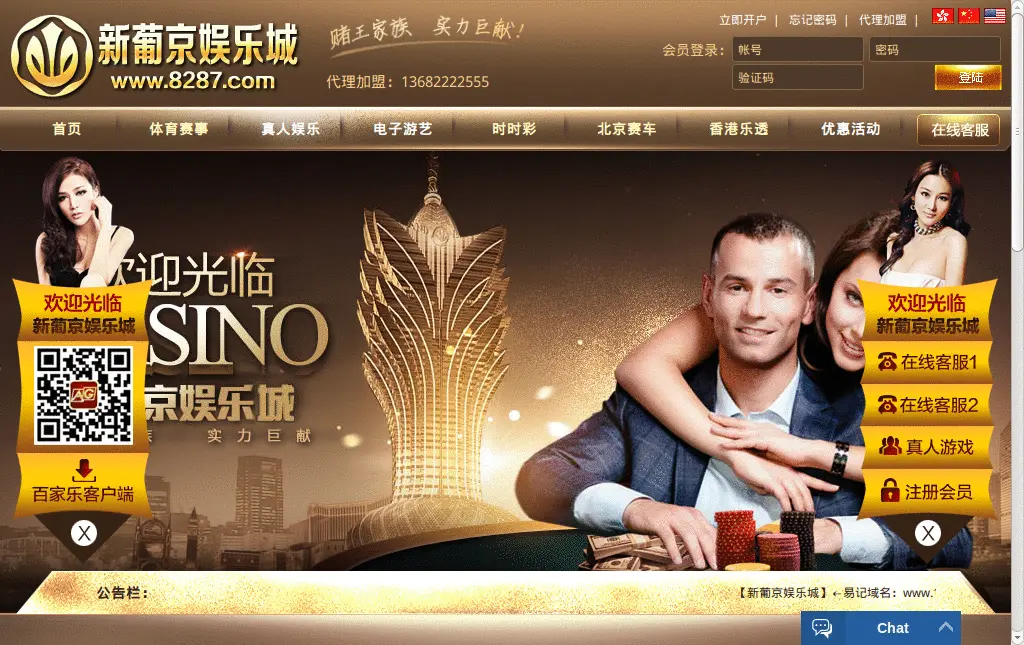 新葡京娱乐城
www.8287.com
赌王家族 实力巨献!
代理加盟：13682222555
立即开户 | 忘记密码 | 代理加盟 |
会员登录：
帐号
密码
验证码
登陆
首页
体育赛事
真人娱乐
电子游艺
时时彩
北京赛车
香港乐透
优惠活动
在线客服
欢迎光临
SINO
京娱乐城
实力巨献
欢迎光临
新葡京娱乐城
AG
百家乐客户端
X
欢迎光临
新葡京娱乐城
在线客服1
在线客服2
真人游戏
注册会员
X
公告栏：
【新葡京娱乐城】←易记域名：www.
Chat